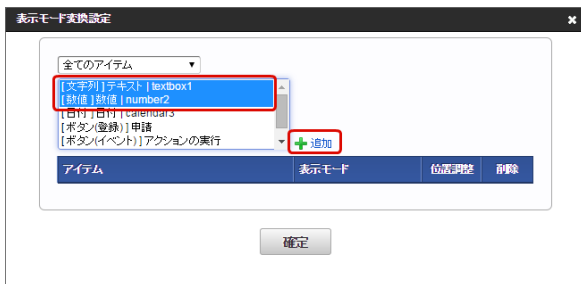 表示モード変換設定
全てのアイテム
[文字列]テキスト | textbox1
[数値]数値 | number2
[日付]日付 | calendar3
[ボタン(登録)]申請
[ボタン(イベント)]アクションの実行
追加
アイテム 表示モード 位置調整 削除
確定